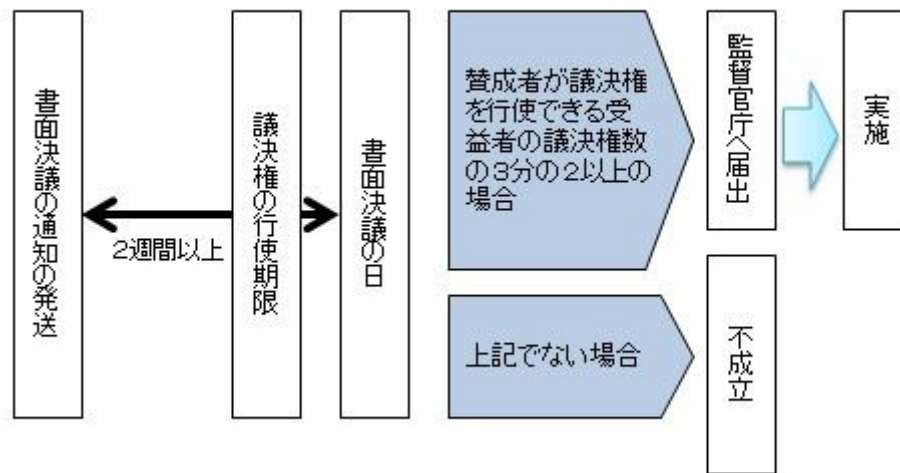 書面決議の通知の発送
2週間以上
議決権の行使期限
書面決議の日
賛成者が議決権
を行使できる受
益者の議決権数
の3分の2以上の
場合
監督官庁へ届出
実施
上記でない場合
不成立